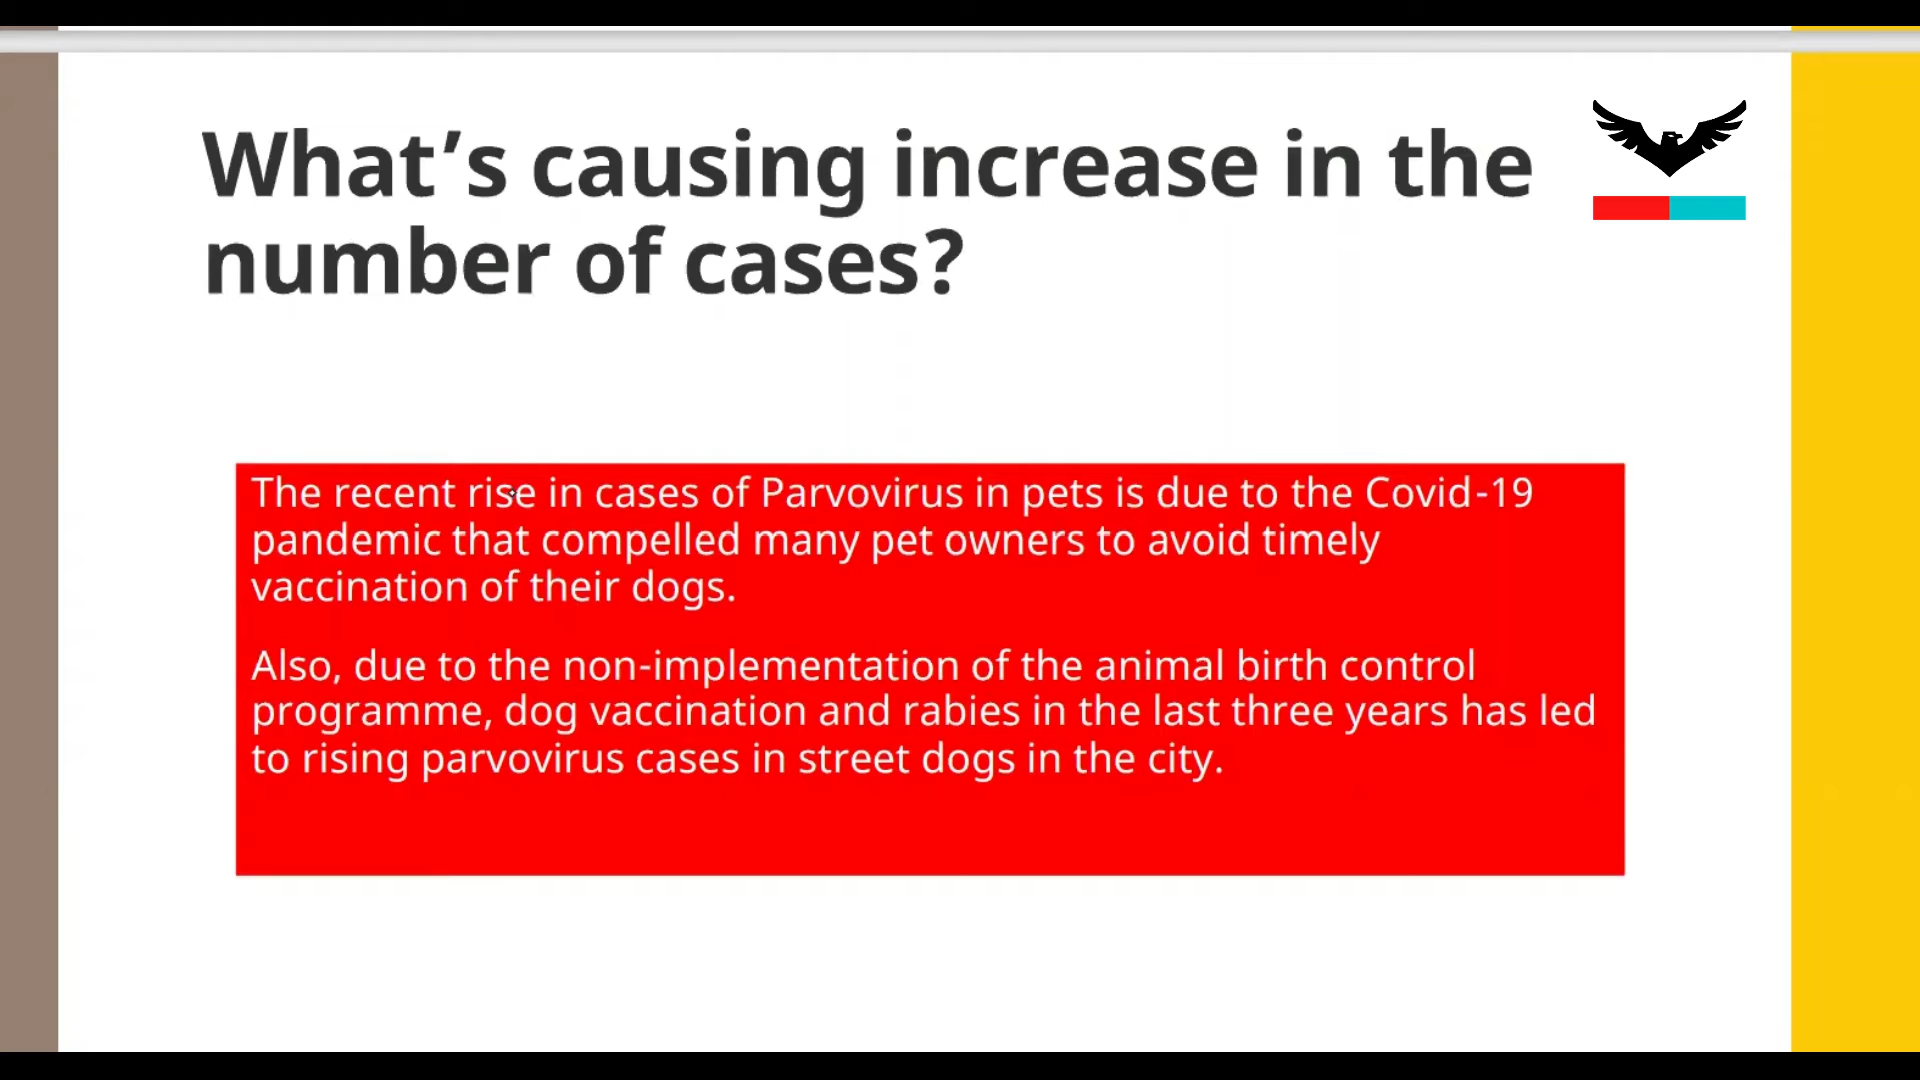 What’s causing increase in the
number of cases?
The recent rise in cases of Parvovirus in pets is due to the Covid-19
pandemic that compelled many pet owners to avoid timely
vaccination of their dogs.
Also, due to the non-implementation of the animal birth control
programme, dog vaccination and rabies in the last three years has led
to rising parvovirus cases in street dogs in the city.